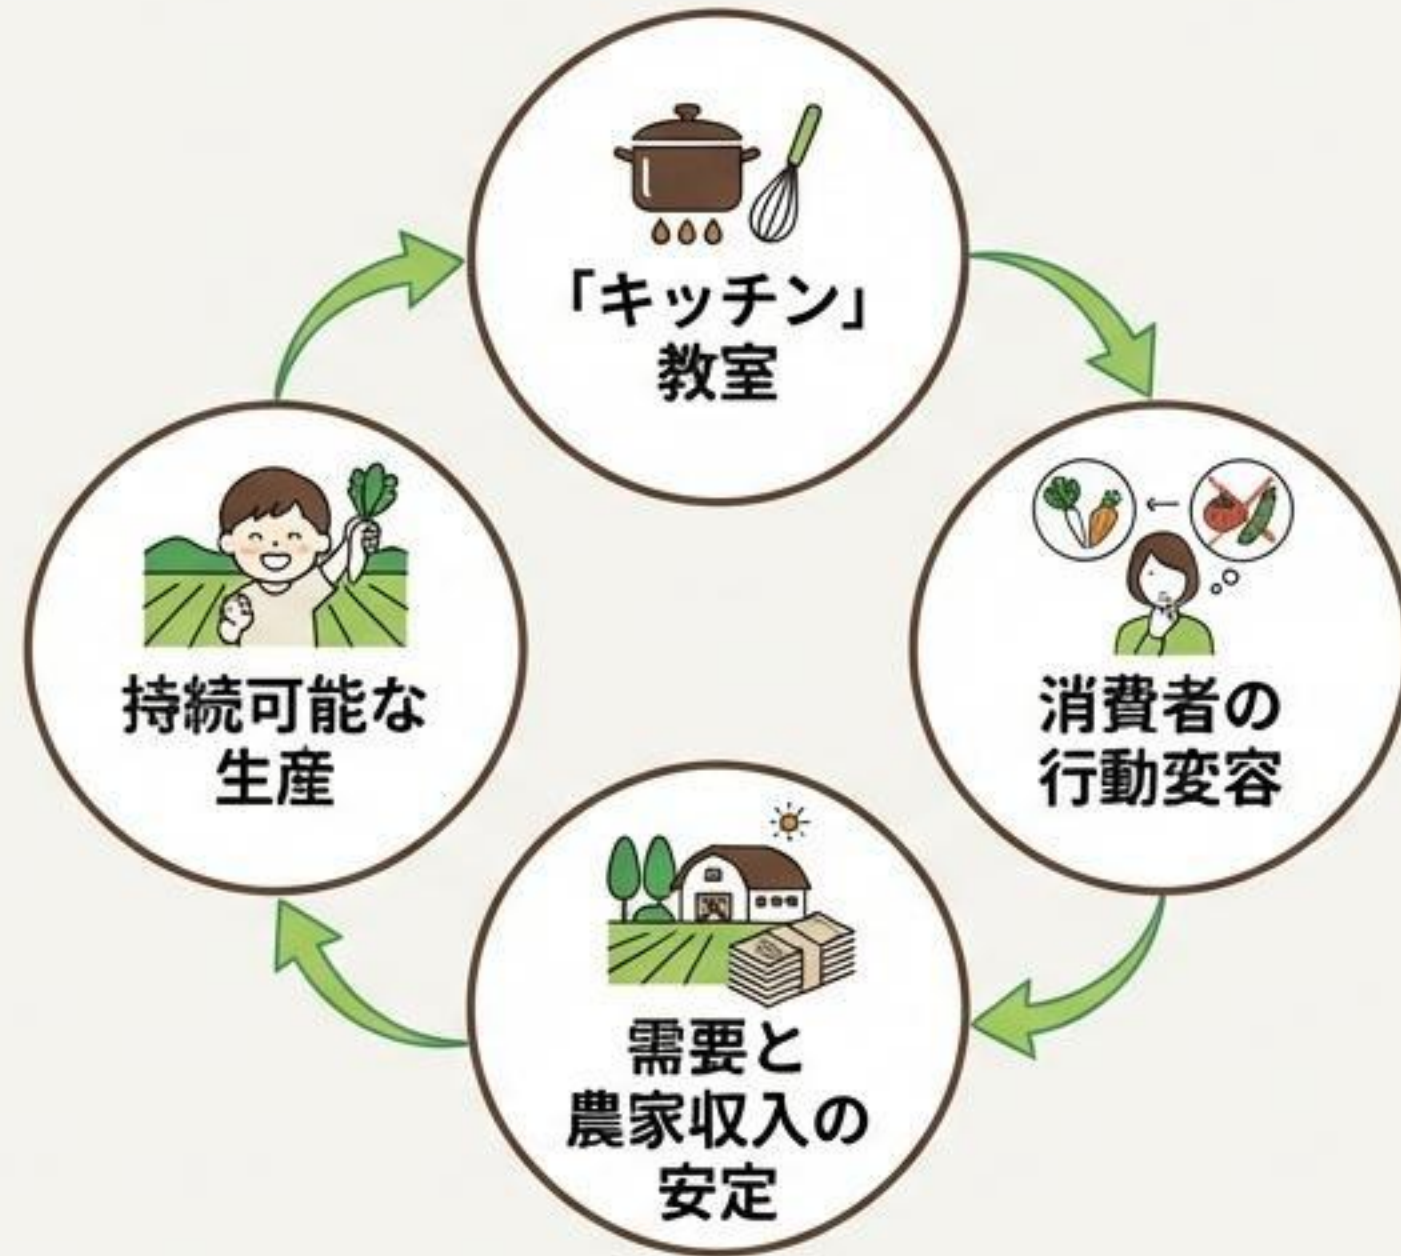 「キッチン」
教室
消費者の
行動変容
需要と
農家収入の
安定
持続可能な
生産